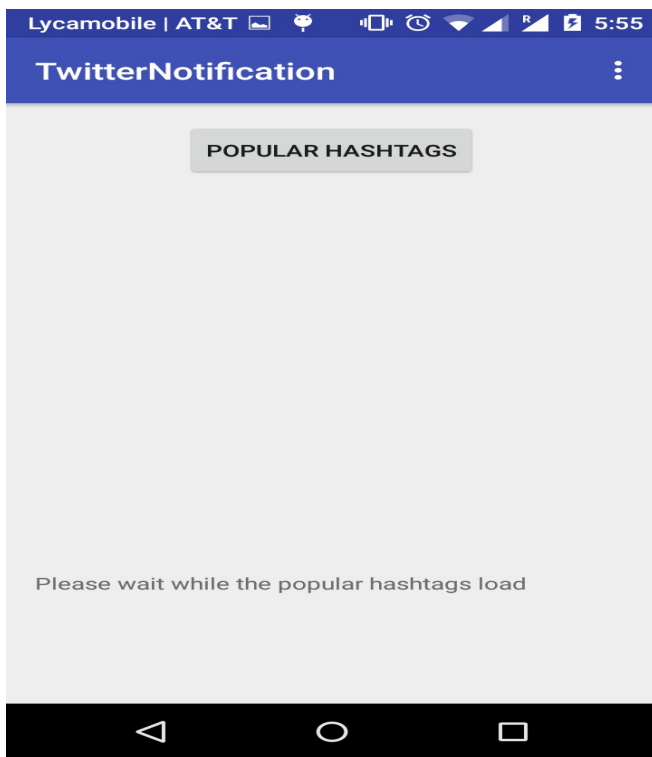 Lycamobile | AT&T R 5:55
TwitterNotification
POPULAR HASHTAGS
Please wait while the popular hashtags load